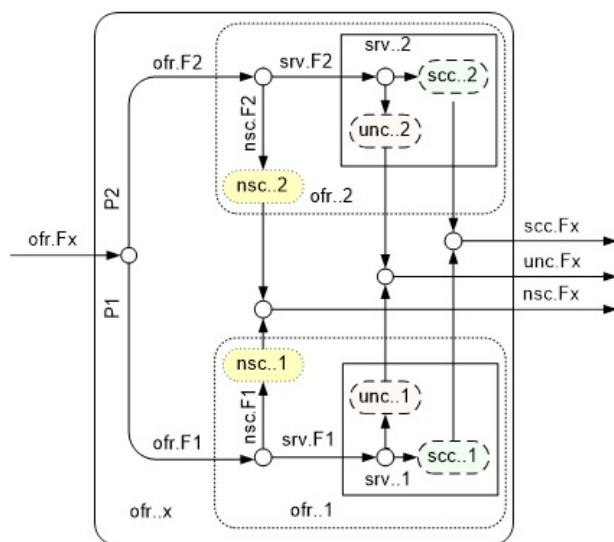 srv..2
ofr.F2
srv.F2
scc..2
nsc.F2
unc..2
P2
nsc..2
ofr..2
scc.Fx
ofr.Fx
unc.Fx
nsc.Fx
P1
nsc..1
nsc.F1
unc..1
ofr.F1
srv.F1
scc..1
srv..1
ofr..x
ofr..1